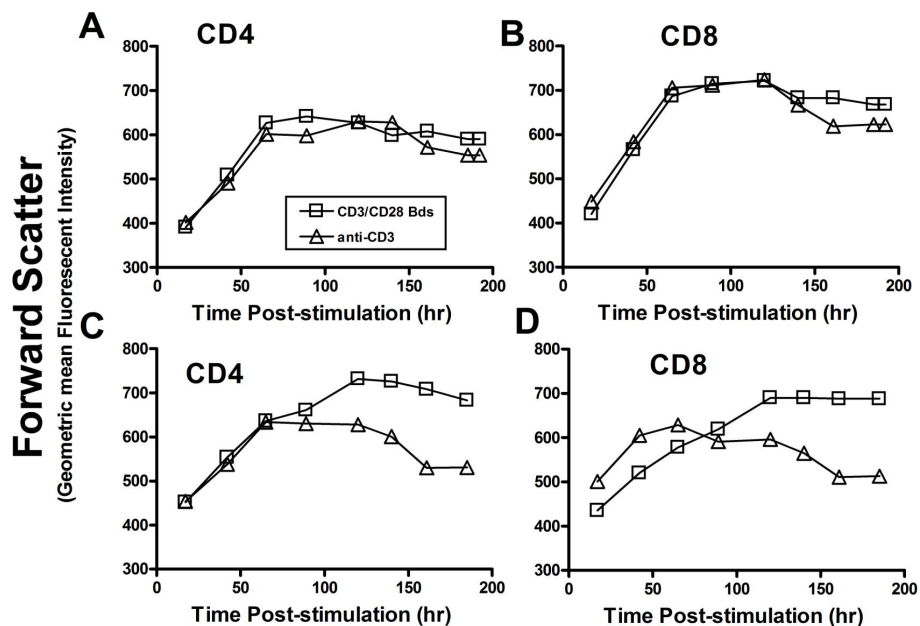 Forward Scatter
(Geometric mean Fluoresecent Intensity)
A
CD4
800
700
600
500
400
300
0
50
100
150
200
CD3/CD28 Bds
anti-CD3
Time Post-stimulation (hr)
B
CD8
800
700
600
500
400
300
0
50
100
150
200
Time Post-stimulation (hr)
C
CD4
800
700
600
500
400
300
0
50
100
150
200
Time Post-stimulation (hr)
D
CD8
800
700
600
500
400
300
0
50
100
150
200
Time Post-stimulation (hr)